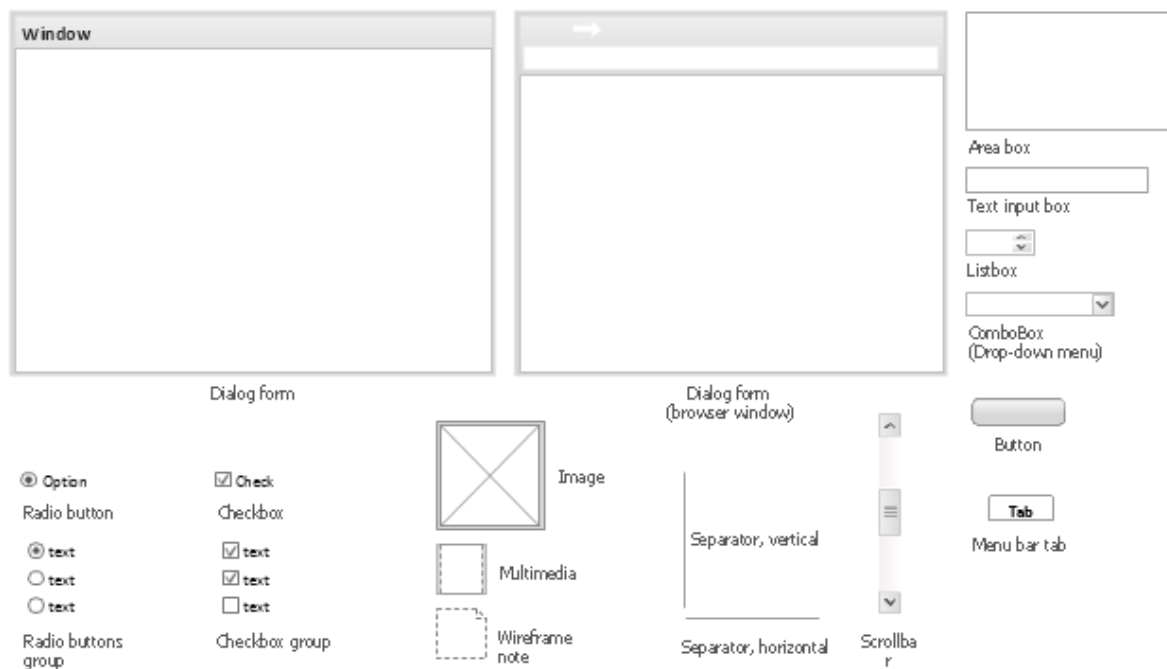 Window
Area box
Text input box
Listbox
ComboBox
(Drop-down menu)
Dialog form
Dialog form
(browser window)
Button
Image
Option
Check
Radio button
Checkbox
Tab
Separator, vertical
Menu bar tab
text
text
Multimedia
text
text
text
text
Radio buttons
group
Checkbox group
Wireframe
note
Separator, horizontal
Scrollba
r